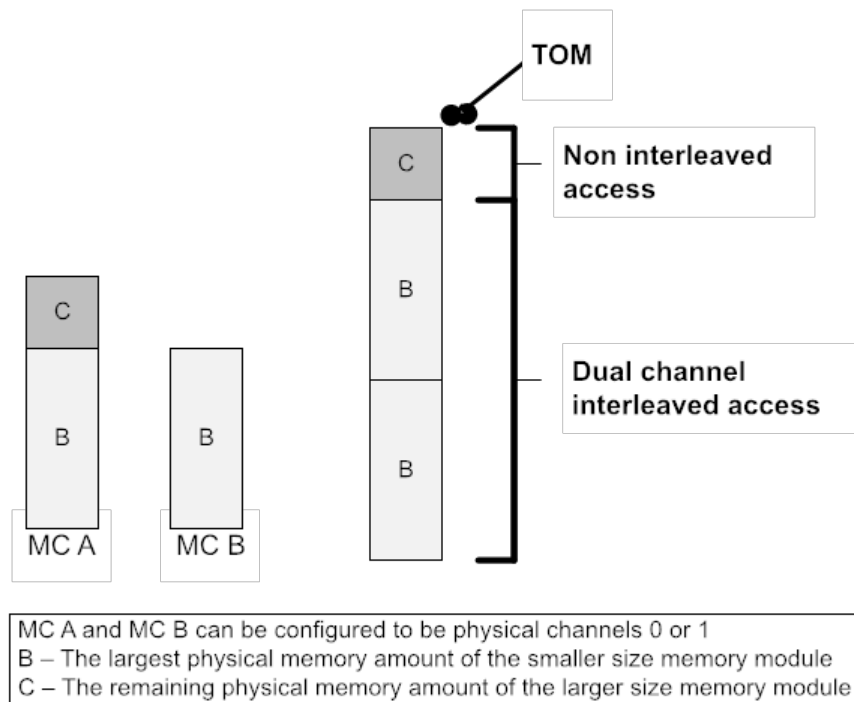 TOM
C
Non interleaved
access
B
C
Dual channel
interleaved access
B
B
B
MC A
MC B
MC A and MC B can be configured to be physical channels 0 or 1
B – The largest physical memory amount of the smaller size memory module
C – The remaining physical memory amount of the larger size memory module